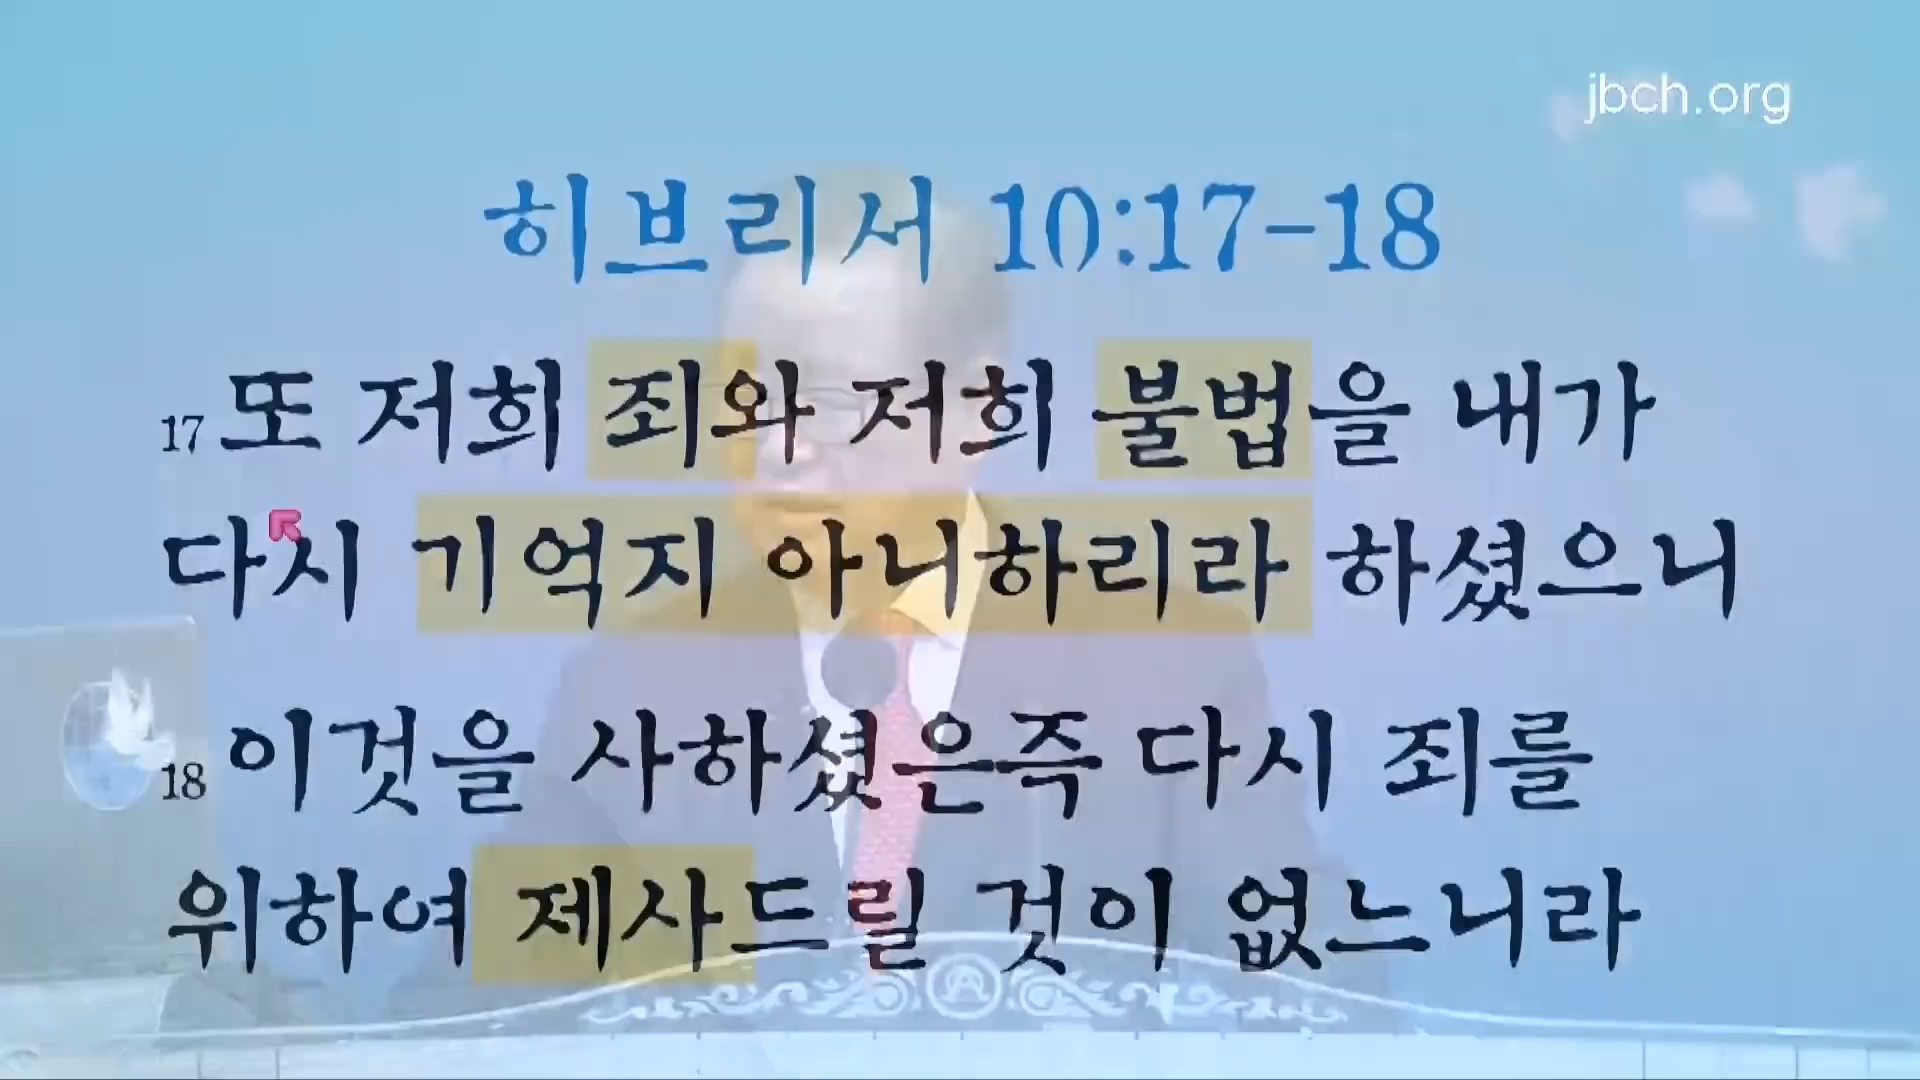 jbch.org
히브리서 10:17-18
17 또 저희 죄와 저희 불법을 내가
다시 기억지 아니하리라 하셨으니
18 이것을 사하셨은즉 다시 죄를
위하여 제사드릴 것이 없느니라